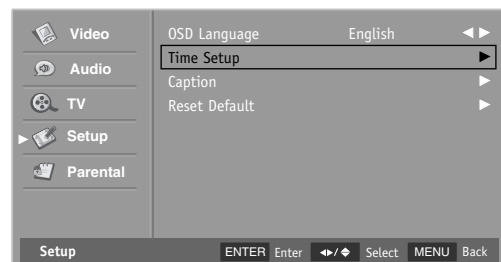 Video
Audio
TV
Setup
Parental
OSD Language English
Time Setup
Caption
Reset Default
Setup ENTER Enter Select MENU Back